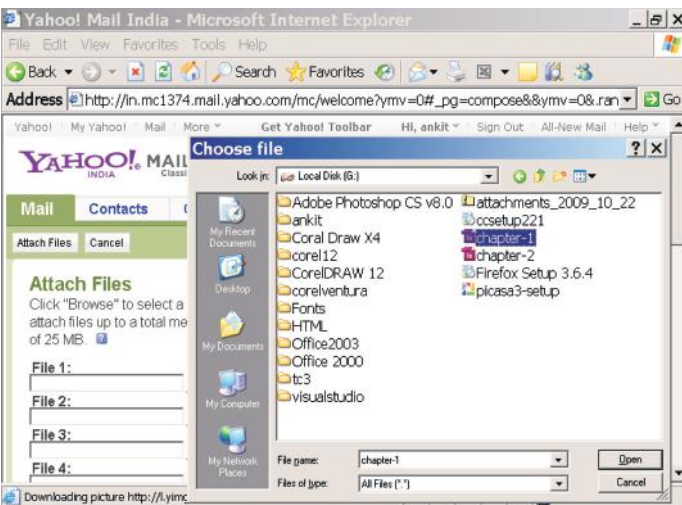 Yahoo! Mail India - Microsoft Internet Explorer
File Edit View Favorites Tools Help
Back Search Favorites
Address http://in.mc1374.mail.yahoo.com/mc/welcome?ymv=0#_pg=compose&&ymv=0&.ran Go
Yahoo! My Yahoo! Mail More Get Yahoo! Toolbar Hi, ankit Sign Out All-New Mail Help
YAHOO! MAIL
INDIA Classi
Mail Contacts
Attach Files Cancel
Attach Files
Click "Browse" to select a
attach files up to a total me
of 25 MB.
File 1:
File 2:
File 3:
File 4:
Downloading picture http://l.yimg
Choose file
Look in: Local Disk (G:)
My Recent
Documents
Desktop
My Documents
My Computer
My Network
Places
Adobe Photoshop CS v8.0
ankit
Coral Draw X4
corel12
CorelDRAW 12
corelventura
Fonts
HTML
Office2003
Office 2000
tc3
visualstudio
attachments_2009_10_22
ccsetup221
chapter-1
chapter-2
Firefox Setup 3.6.4
picasa3-setup
File name: chapter-1 Open
Files of type: All Files (*.*) Cancel